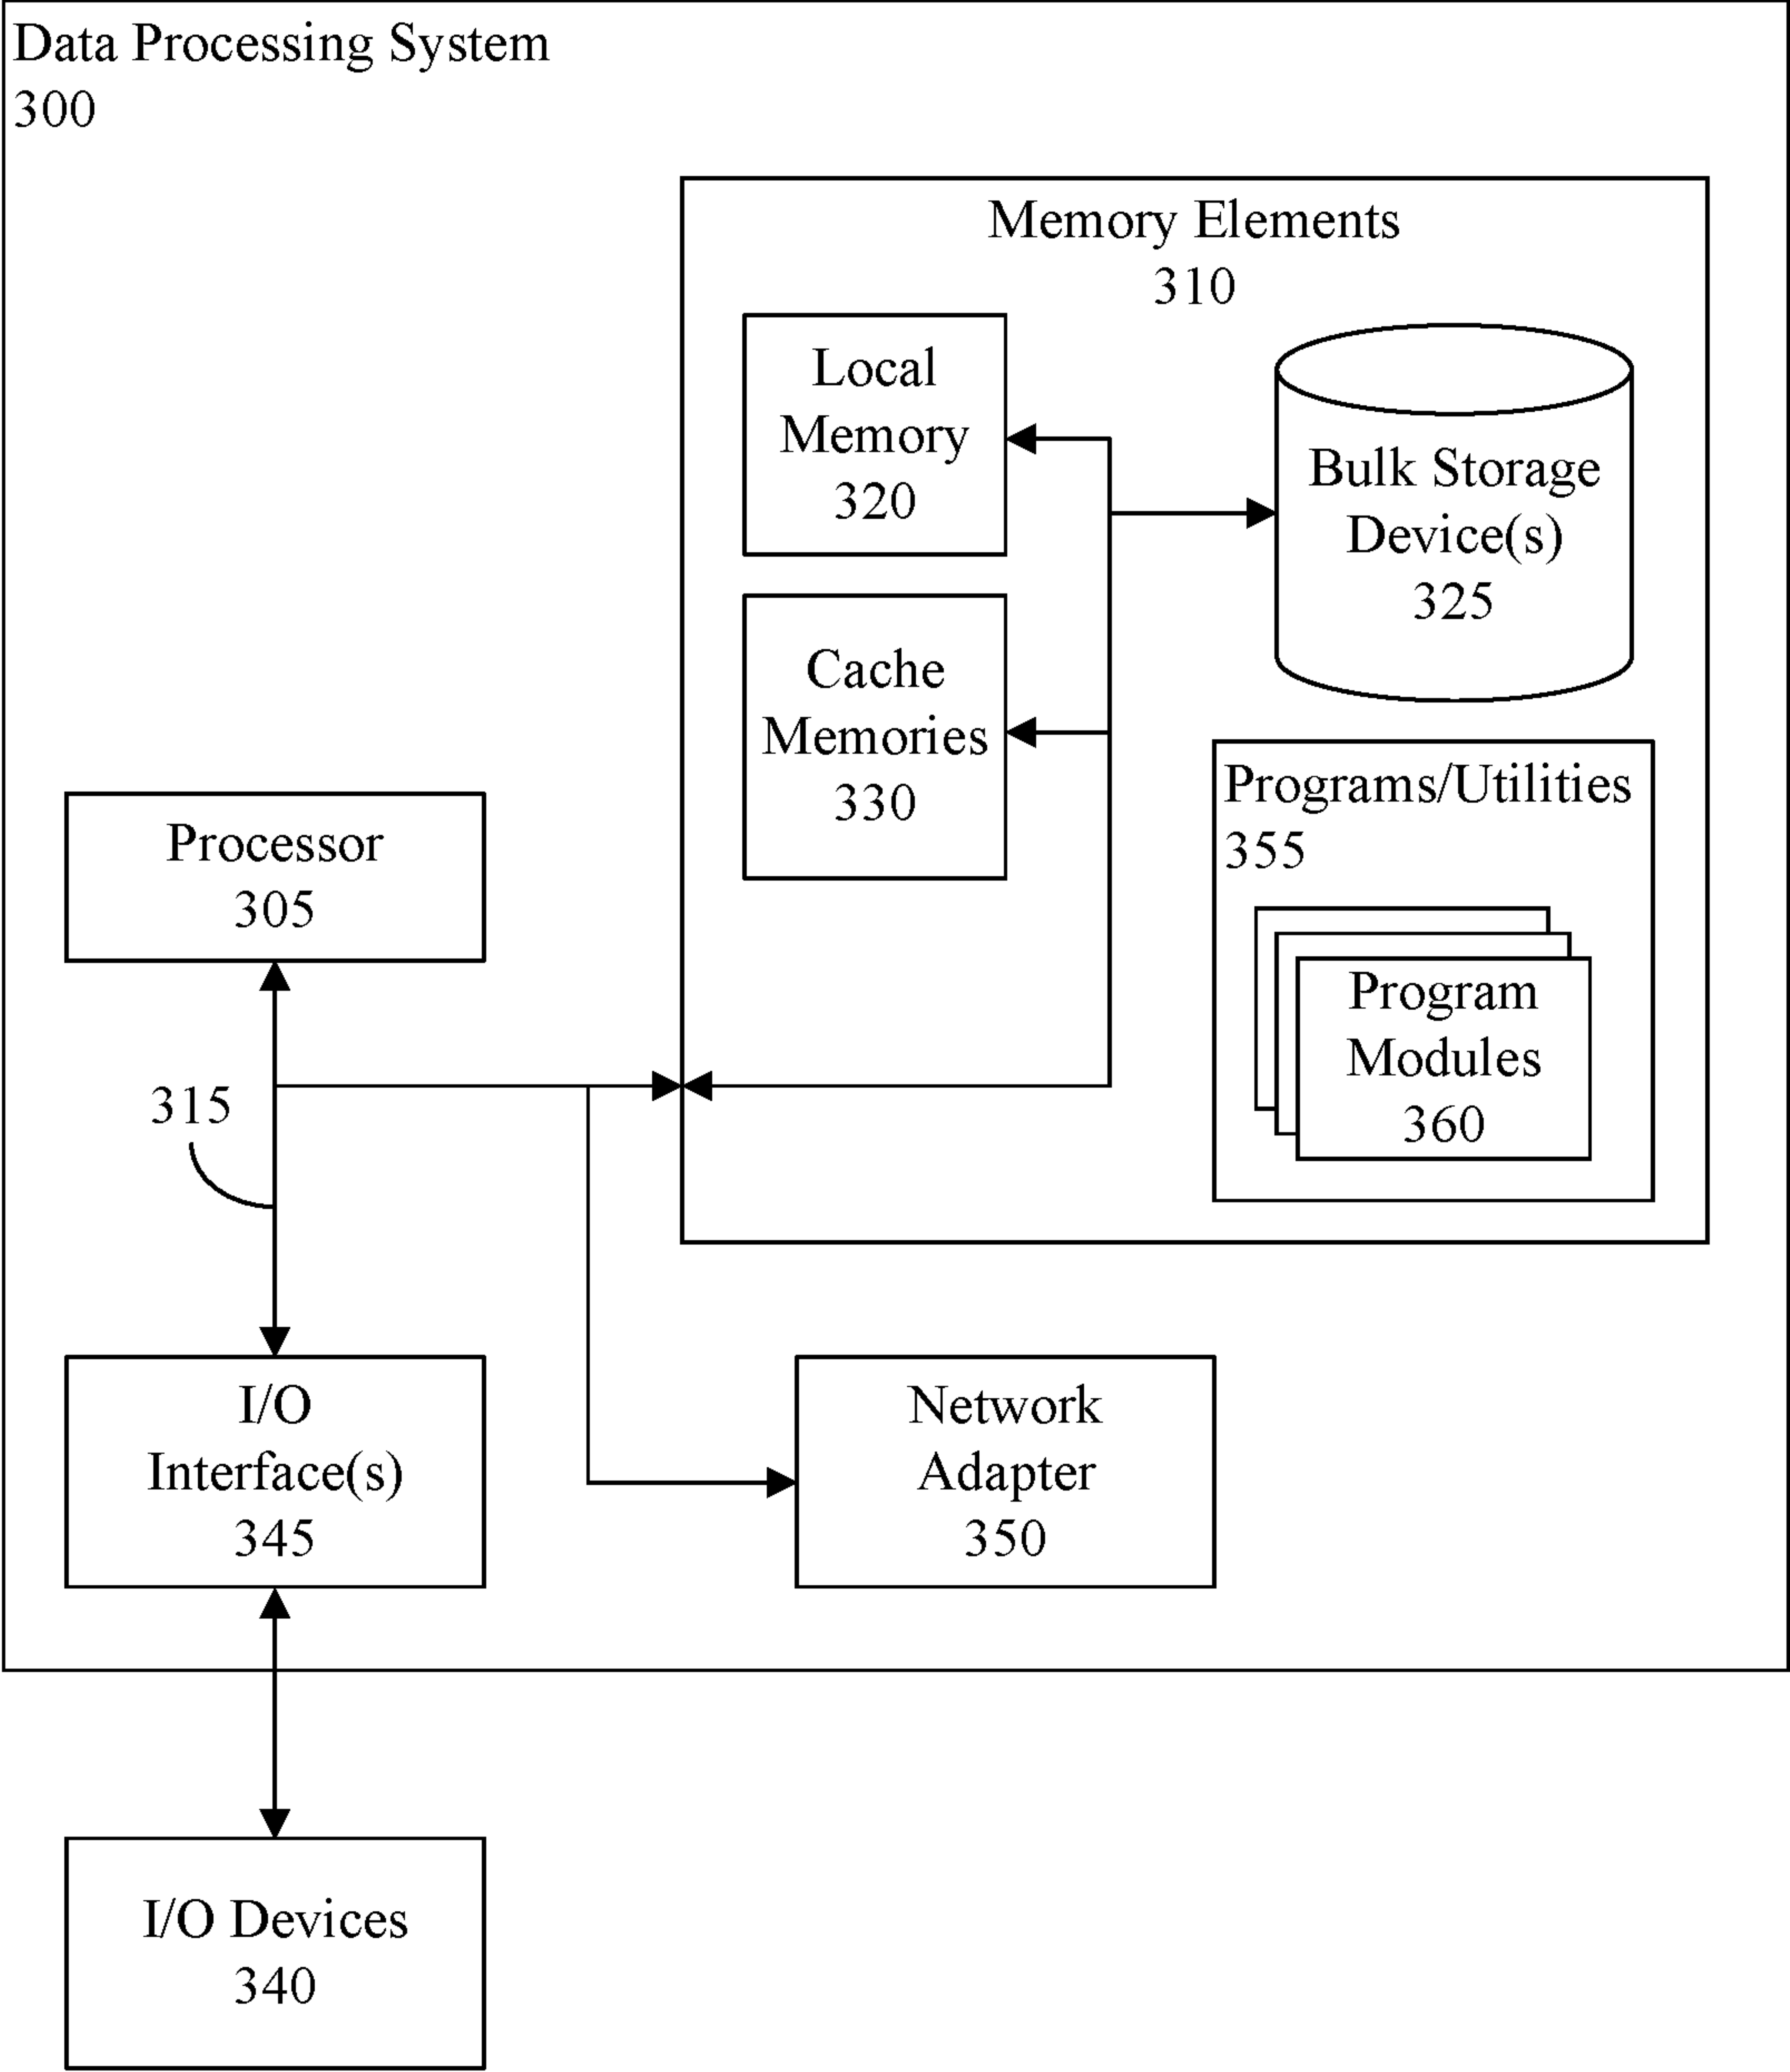 Data Processing System
300
Memory Elements
310
Local
Memory
320
Bulk Storage
Device(s)
325
Cache
Memories
330
Programs/Utilities
355
Program
Modules
360
Processor
305
315
I/O
Interface(s)
345
Network
Adapter
350
I/O Devices
340